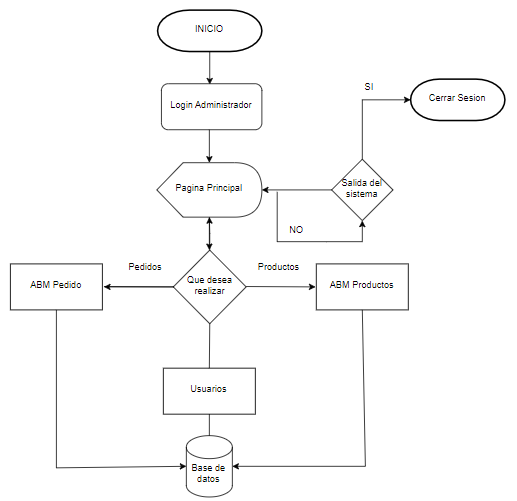 INICIO
SI
Login Administrador
Cerrar Sesion
Pagina Principal
Salida del
sistema
NO
Pedidos
Productos
Que desea
realizar
ABM Pedido
ABM Productos
Usuarios
Base de
datos